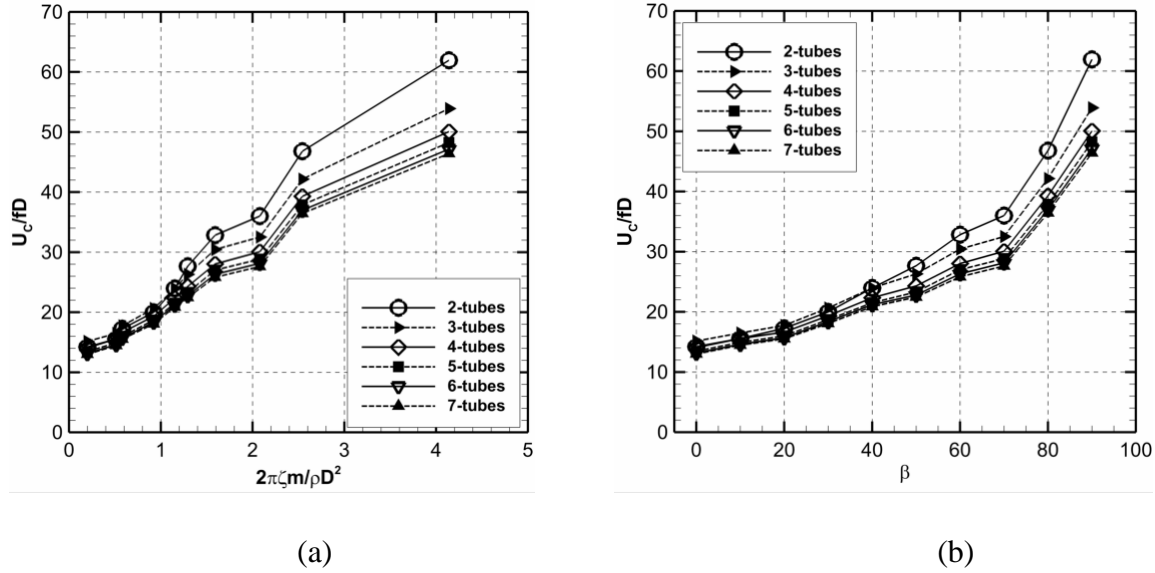 70
60
50
40
30
20
10
0
U_C/fD
0 1 2 3 4 5
2πζm/ρD²
2-tubes
3-tubes
4-tubes
5-tubes
6-tubes
7-tubes
(a)
70
60
50
40
30
20
10
0
U_C/fD
2-tubes
3-tubes
4-tubes
5-tubes
6-tubes
7-tubes
0 20 40 60 80 100
β
(b)